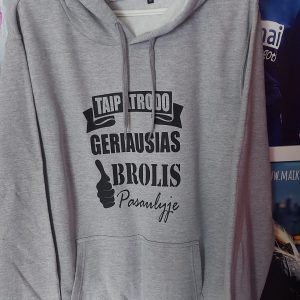 TAIP ATRODO
GERIAUSIAS
BROLIS
Pasaulyje